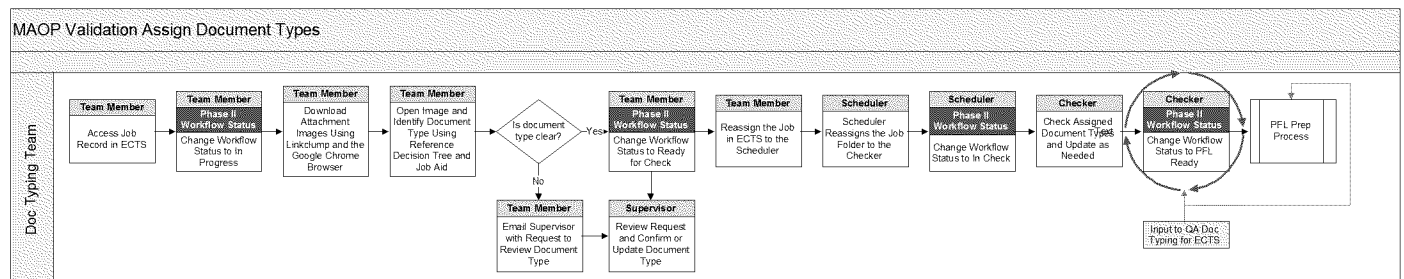 MAOP Validation Assign Document Types
Doc Typing Team
Team Member
Access Job
Record in ECTS
Team Member
Phase II
Workflow Status
Change Workflow
Status to In
Progress
Team Member
Download
Attachment
Images Using
Linkclump and the
Google Chrome
Browser
Team Member
Open Image and
Identify Document
Type Using
Reference
Decision Tree and
Job Aid
Is document
type clear?
Yes
No
Team Member
Phase II
Workflow Status
Change Workflow
Status to Ready
for Check
Team Member
Reassign the Job
in ECTS to the
Scheduler
Scheduler
Scheduler
Reassigns the Job
Folder to the
Checker
Scheduler
Phase II
Workflow Status
Change Workflow
Status to In Check
Checker
Check Assigned
Document Types
and Update as
Needed
Text
Checker
Phase II
Workflow Status
Change Workflow
Status to PFL
Ready
PFL Prep
Process
Team Member
Email Supervisor
with Request to
Review Document
Type
Supervisor
Review Request
and Confirm or
Update Document
Type
Input to QA Doc
Typing for ECTS